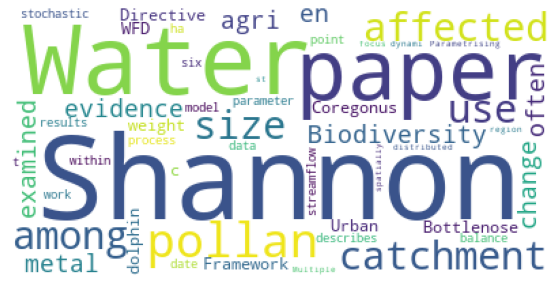 stochastic Directive en affected
WFD agri
Water paper
ha point focus dynami Parametrising
six st region
evidence model parameter Coregonus use often
results weight size Biodiversity
examined process data distributed
Shannon
t within c streamflow spatially change
work
among pollan Urban Bottlenose
dolphin describes balance
metal date Framework Multiple catchment